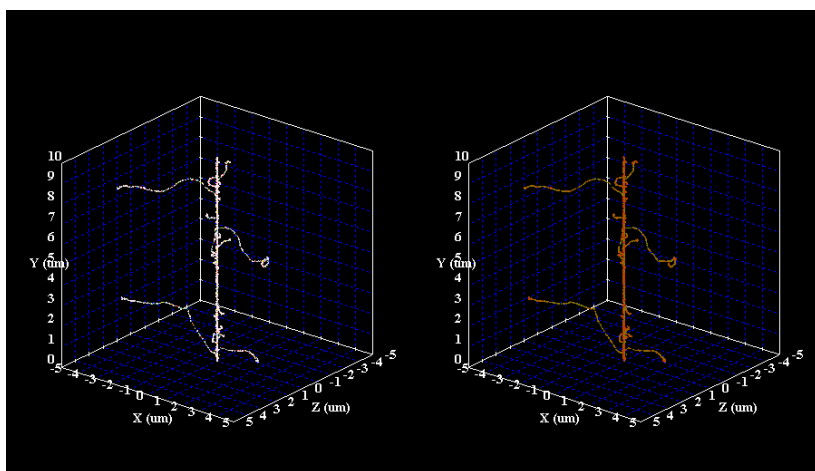 10 10
9 9
8 8
7 7
6 6
Y (um) 5 Y (um) 5
4 4
3 3
2 2
1 1
0 -5 0 -5
-5 -4 -5 -4
-4 -3 -4 -3
-3 -2 -3 -2
-2 -1 -2 -1
-1 0 -1 0
0 1 0 1
1 2 Z (um) 1 2 Z (um)
X (um) 2 3 X (um) 2 3
3 4 3 4
4 5 4 5
5 5